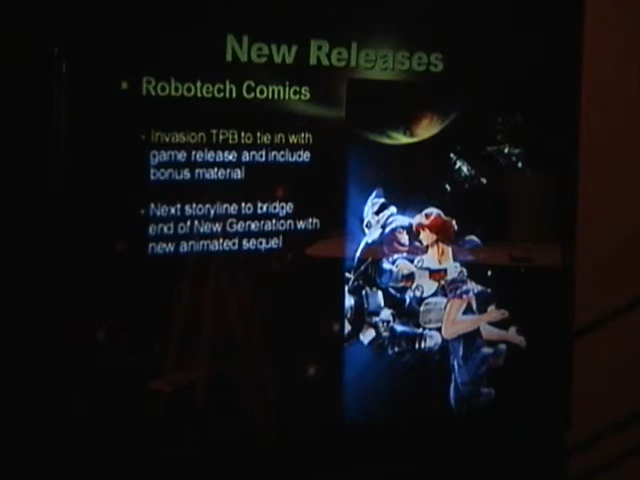 New Releases
• Robotech Comics
• Invasion TPB to tie in with
game release and include
bonus material
• Next storyline to bridge
end of New Generation with
new animated sequel